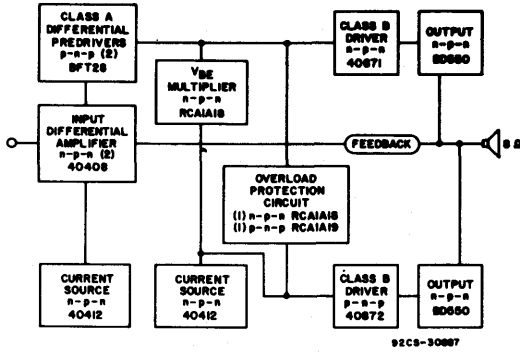 CLASS A
DIFFERENTIAL
PREDRIVERS
p-n-p (2)
BFT28
CLASS B
DRIVER
n-p-n
40871
OUTPUT
n-p-n
BD550
VBE
MULTIPLIER
n-p-n
RCA1A18
INPUT
DIFFERENTIAL
AMPLIFIER
n-p-n (2)
40408
FEEDBACK
8 Ω
OVERLOAD
PROTECTION
CIRCUIT
(1) n-p-n RCA1A18
(1) p-n-p RCA1A19
CURRENT
SOURCE
n-p-n
40412
CURRENT
SOURCE
n-p-n
40412
CLASS B
DRIVER
p-n-p
40872
OUTPUT
n-p-n
BD550
92CS-30887